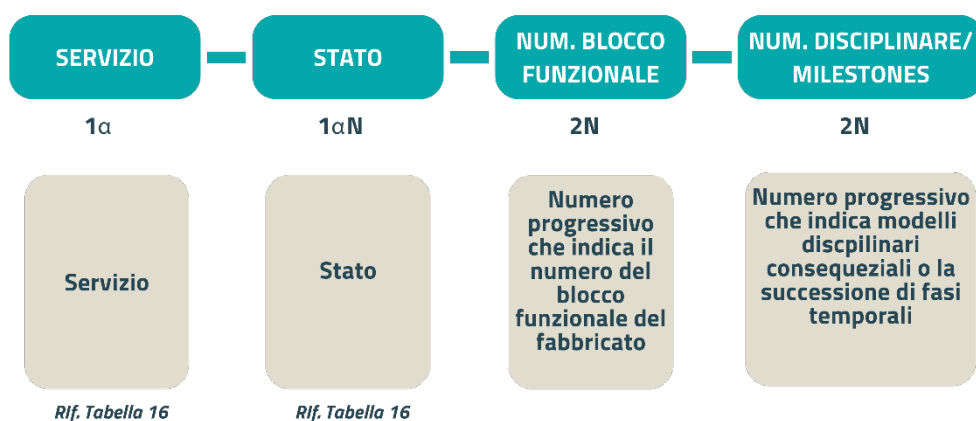 SERVIZIO
STATO
NUM. BLOCCO
FUNZIONALE
NUM. DISCIPLINARE/
MILESTONES
1α
1αN
2N
2N
Servizio
Stato
Numero
progressivo
che indica il
numero del
blocco
funzionale del
fabbricato
Numero progressivo
che indica modelli
discpilinari
consequeziali o la
successione di fasi
temporali
RIf. Tabella 16
RIf. Tabella 16